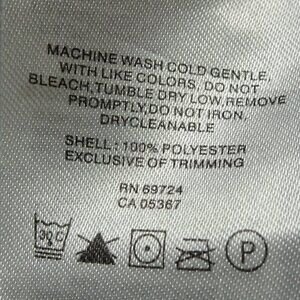 MACHINE WASH COLD GENTLE,
WITH LIKE COLORS, DO NOT
BLEACH,TUMBLE DRY LOW,REMOVE
PROMPTLY,DO NOT IRON.
DRYCLEANABLE
SHELL : 100% POLYESTER
EXCLUSIVE OF TRIMMING
RN 69724
CA 05367
30 C P